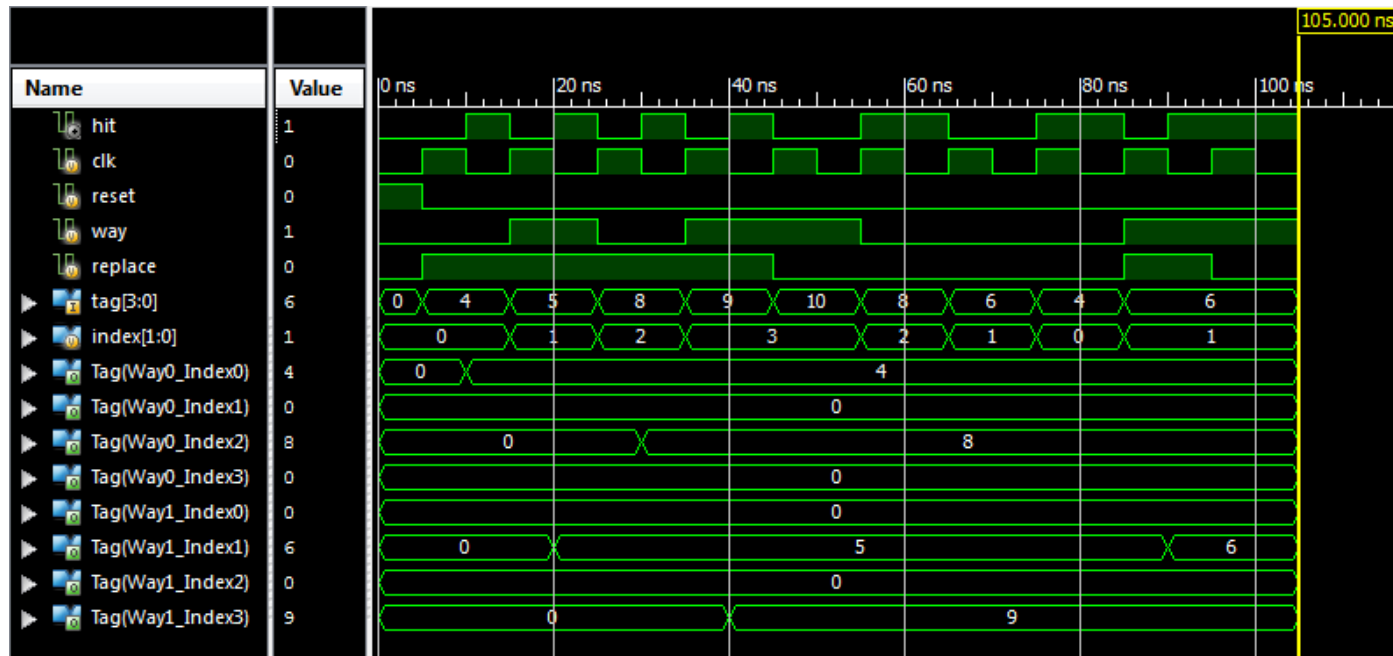 105.000 ns
Name Value 0 ns 20 ns 40 ns 60 ns 80 ns 100 ns
hit 1
clk 0
reset 0
way 1
replace 0
tag[3:0] 6 0 4 5 8 9 10 8 6 4 6
index[1:0] 1 0 1 2 3 2 1 0 1
Tag(Way0_Index0) 4 0 4
Tag(Way0_Index1) 0 0
Tag(Way0_Index2) 8 0 8
Tag(Way0_Index3) 0 0
Tag(Way1_Index0) 0 0
Tag(Way1_Index1) 6 0 5 6
Tag(Way1_Index2) 0 0
Tag(Way1_Index3) 9 0 9